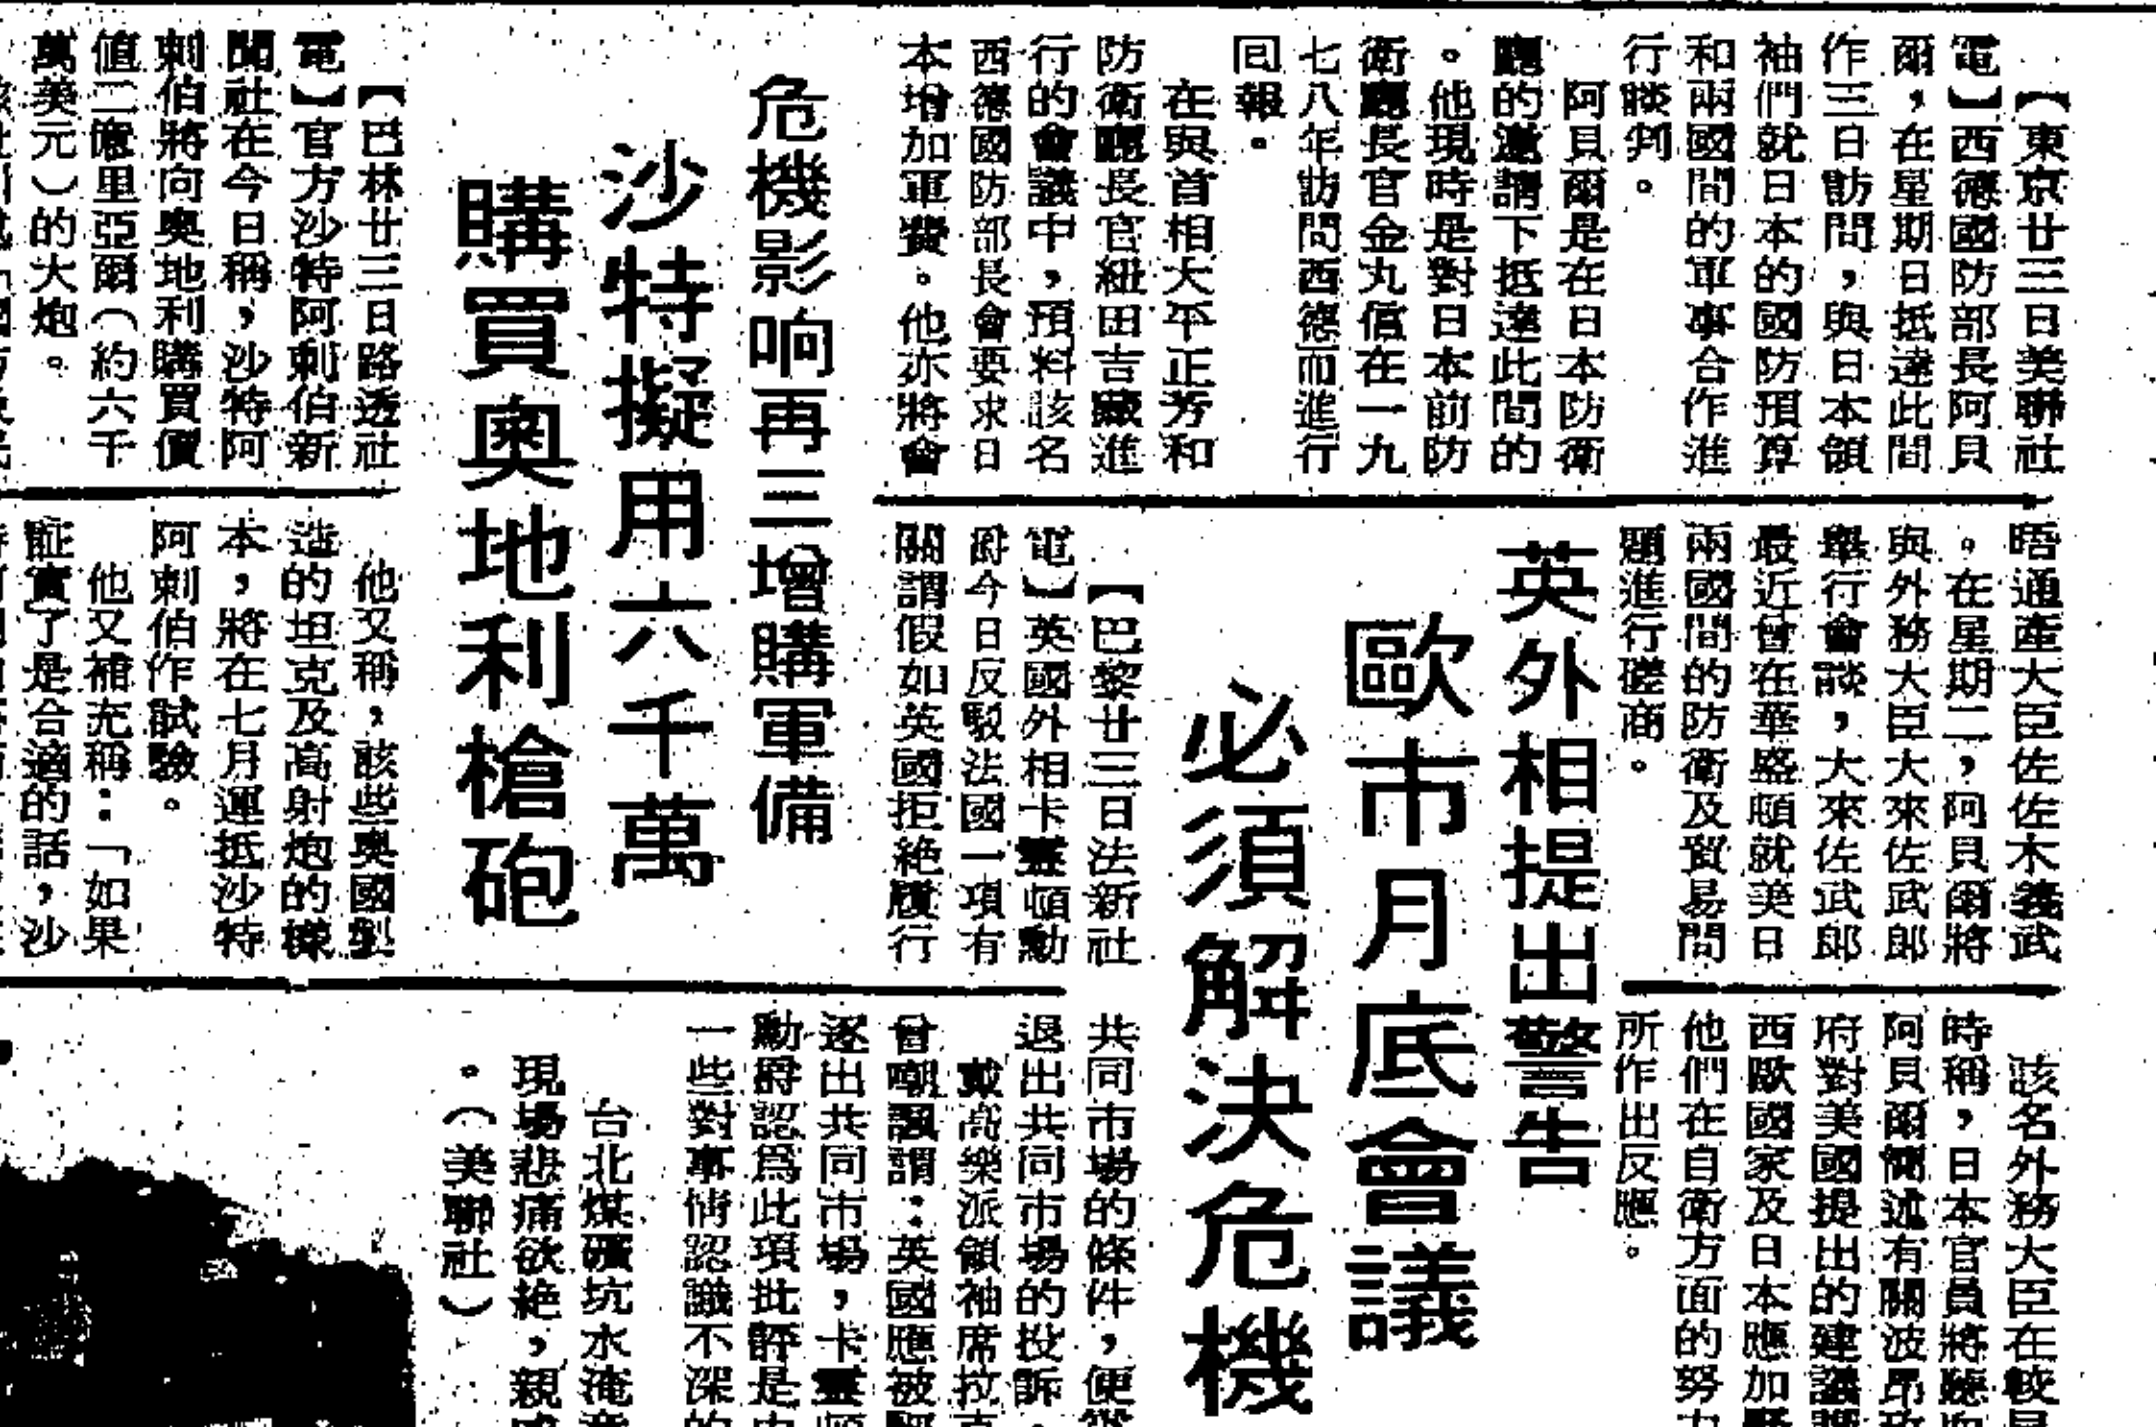 【東京廿三日美聯社
電】西德國防部長阿貝
爾，在星期日抵達此間
作三日訪問，與日本領
袖們就日本的國防預算
和兩國間的軍事合作進
行談判。
阿貝爾是在日本防衛
廳的邀請下抵達此間的
。他現時是對日本前防
衛廳長官金丸信在一九
七八年訪問西德而進行
回報。
在與首相大平正芳和
防衛廳長官細田吉藏進
行的會議中，預料該名
西德國防部長會要求日
本增加軍費。他亦將會
晤通產大臣佐佐木義武
。在星期二，阿貝爾將
與外務大臣大來佐武郎
舉行會談，大來佐武郎
最近曾在華盛頓就美日
兩國間的防衛及貿易問
題進行磋商。
該名外務大臣在較早
時稱，日本官員將聽取
阿貝爾簡述有關波昂政
府對美國提出的建議
西歐國家及日本應加
他們在自衛方面的努力
所作出反應。
英外相提出警告
歐市月底會議
必須解決危機
【巴黎廿三日法新社
電】英國外相卡靈頓勳
爵今日反駁法國一項有
關謂假如英國拒絕履行
共同市場的條件，便
退出共同市場的投訴。
戴高樂派領袖席拉克
曾嘲諷謂：英國應被
逐出共同市場，卡靈頓
勳爵認爲此項批評是
一些對事情認識不深的
危機影响再三增購軍備
沙特擬用六千萬
購買奧地利槍砲
【巴林廿三日路透社
電】官方沙特阿剌伯新
聞社在今日稱，沙特阿
剌伯將向奧地利購買價
值二億里亞爾（約六千
萬美元）的大炮。
他又稱，該些奧國製
造的坦克及高射炮的樣
本，將在七月運抵沙特
阿剌伯作試驗。
他又補充稱：「如果
証實了是合適的話，沙
台北煤礦坑水淹
現場悲痛欲絕，親
。（美聯社）